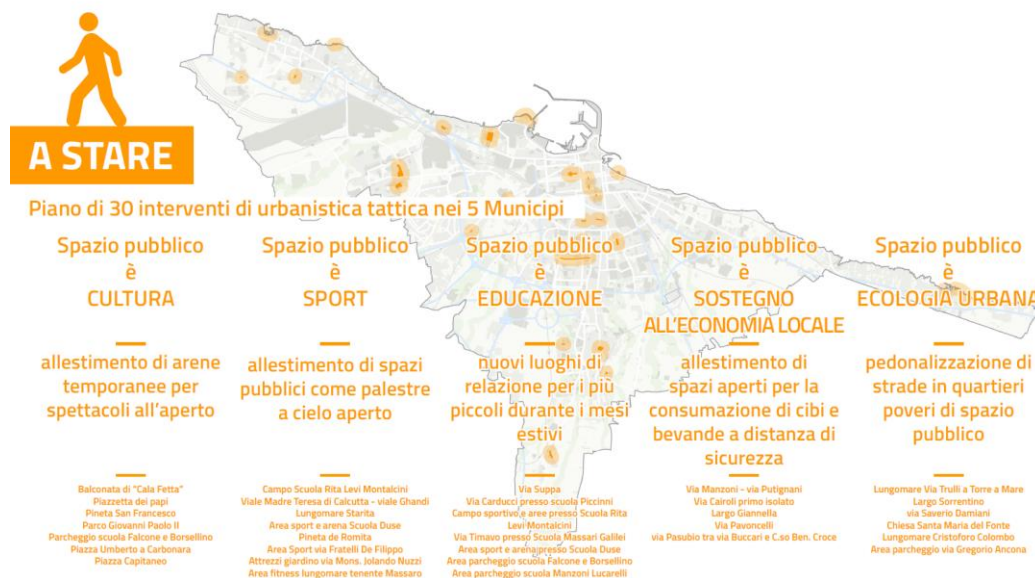 A STARE
Piano di 30 interventi di urbanistica tattica nei 5 Municipi
Spazio pubblico
è
CULTURA
allestimento di arene
temporanee per
spettacoli all'aperto
Balconata di "Cala Fetta"
Piazzetta dei papi
Pineta San Francesco
Parco Giovanni Paolo II
Parcheggio scuola Falcone e Borsellino
Piazza Umberto a Carbonara
Piazza Capitaneo
Spazio pubblico
è
SPORT
allestimento di spazi
pubblici come palestre
a cielo aperto
Campo Scuola Rita Levi Montalcini
Viale Madre Teresa di Calcutta - viale Ghandi
Lungomare Starita
Area sport e arena Scuola Duse
Pineta de Romita
Area Sport via Fratelli De Filippo
Attrezzi giardino via Mons. Jolando Nuzzi
Area fitness lungomare tenente Massaro
Spazio pubblico
è
EDUCAZIONE
nuovi luoghi di
relazione per i più
piccoli durante i mesi
estivi
Via Suppa
Via Carducci presso scuola Piccinni
Campo sportivo e aree presso Scuola Rita
Levi Montalcini
Via Timavo presso Scuola Massari Galilei
Area sport e arena presso Scuola Duse
Area parcheggio scuola Falcone e Borsellino
Area parcheggio scuola Manzoni Lucarelli
Spazio pubblico
è
SOSTEGNO
ALL'ECONOMIA LOCALE
allestimento di
spazi aperti per la
consumazione di cibi e
bevande a distanza di
sicurezza
Via Manzoni - via Putignani
Via Cairoli primo isolato
Largo Giannella
Via Pavoncelli
via Pasubio tra via Buccari e C.so Ben. Croce
Spazio pubblico
è
ECOLOGIA URBANA
pedonalizzazione di
strade in quartieri
poveri di spazio
pubblico
Lungomare Via Trulli a Torre a Mare
Largo Sorrentino
via Saverio Damiani
Chiesa Santa Maria del Fonte
Lungomare Cristoforo Colombo
Area parcheggio via Gregorio Ancona